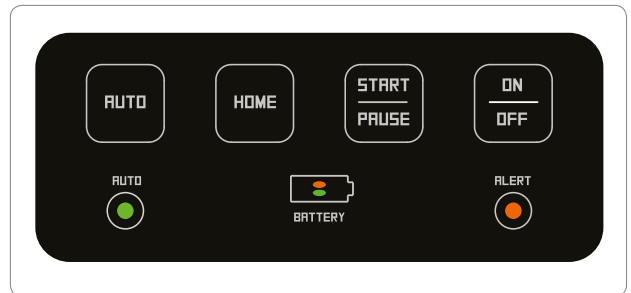 AUTO
HOME
START
PAUSE
ON
OFF
AUTO
BATTERY
ALERT